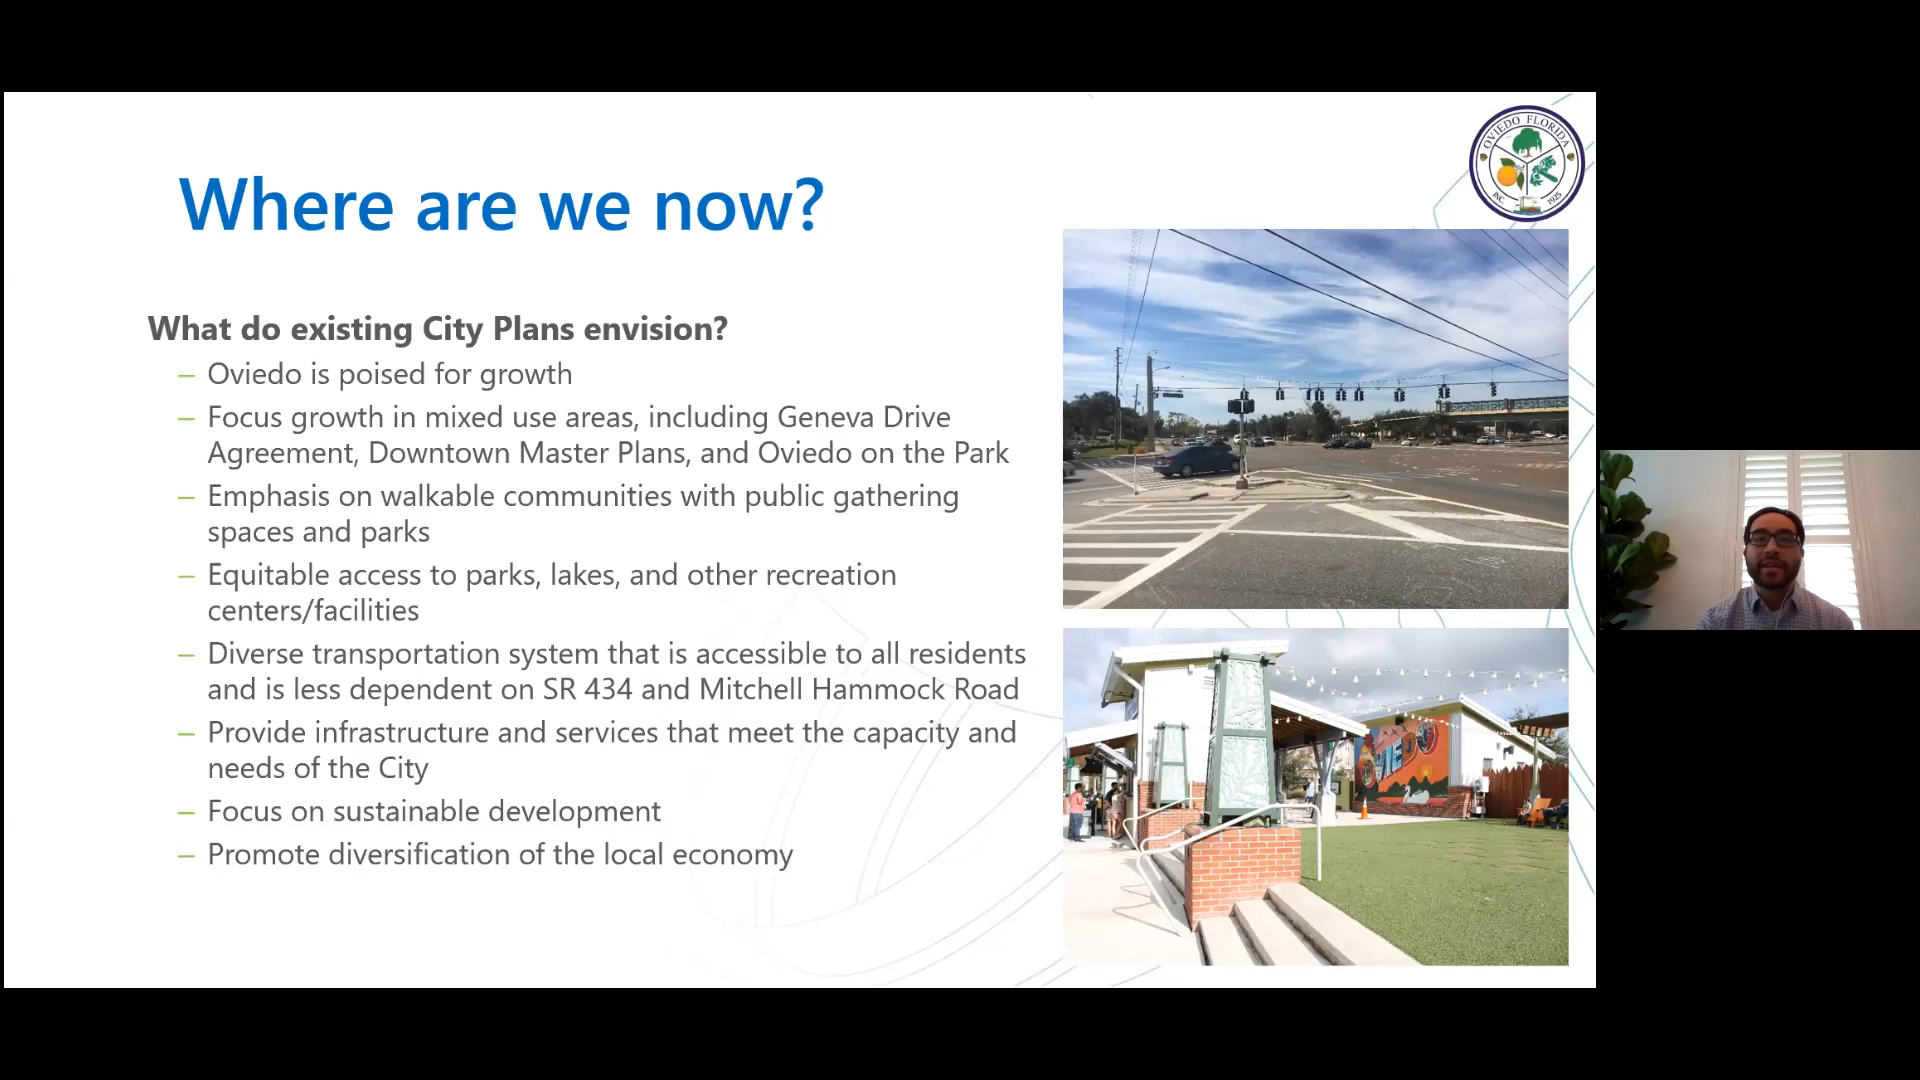 OVIEDO FLORIDA
INC. 1925
Where are we now?
What do existing City Plans envision?
– Oviedo is poised for growth
– Focus growth in mixed use areas, including Geneva Drive
Agreement, Downtown Master Plans, and Oviedo on the Park
– Emphasis on walkable communities with public gathering
spaces and parks
– Equitable access to parks, lakes, and other recreation
centers/facilities
– Diverse transportation system that is accessible to all residents
and is less dependent on SR 434 and Mitchell Hammock Road
– Provide infrastructure and services that meet the capacity and
needs of the City
– Focus on sustainable development
– Promote diversification of the local economy